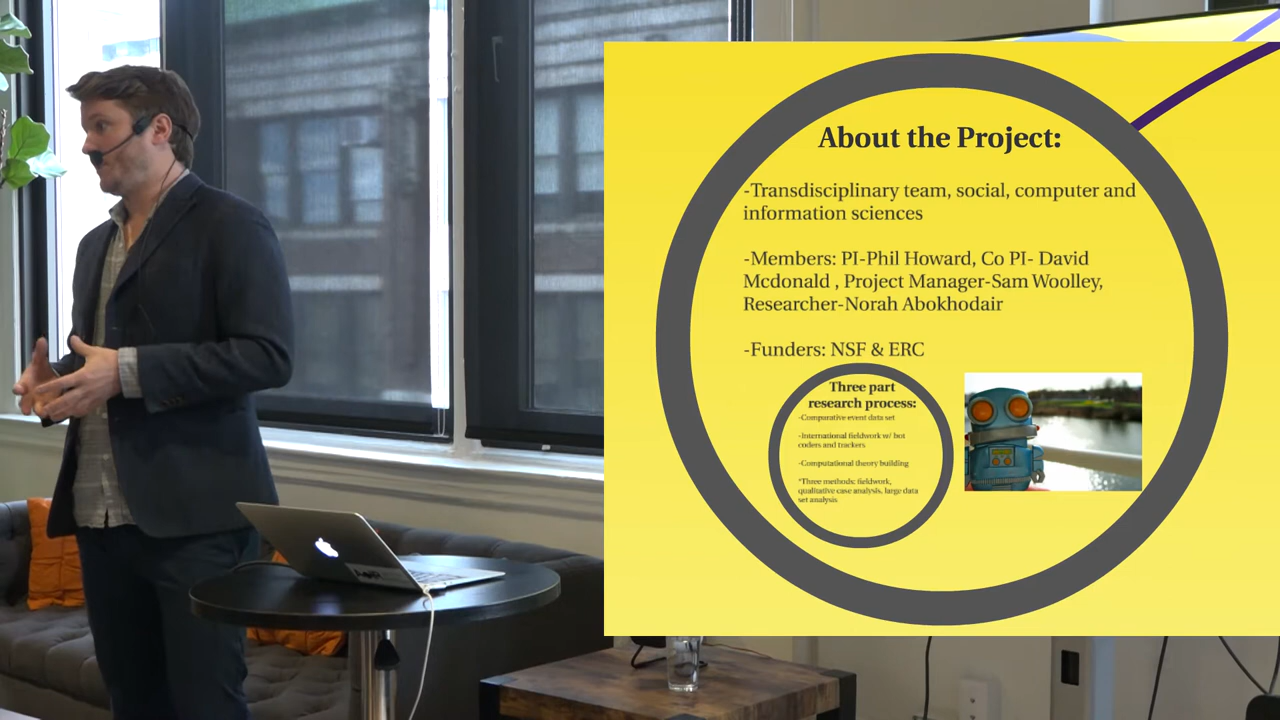 About the Project:
-Transdisciplinary team, social, computer and
information sciences
-Members: PI-Phil Howard, Co PI- David
Mcdonald , Project Manager-Sam Woolley,
Researcher-Norah Abokhodair
-Funders: NSF & ERC
Three part
research process:
-Comparative event data set
-International fieldwork w/ bot
coders and trackers
-Computational theory building
*Three methods: fieldwork,
qualitative case analysis, large data
set analysis